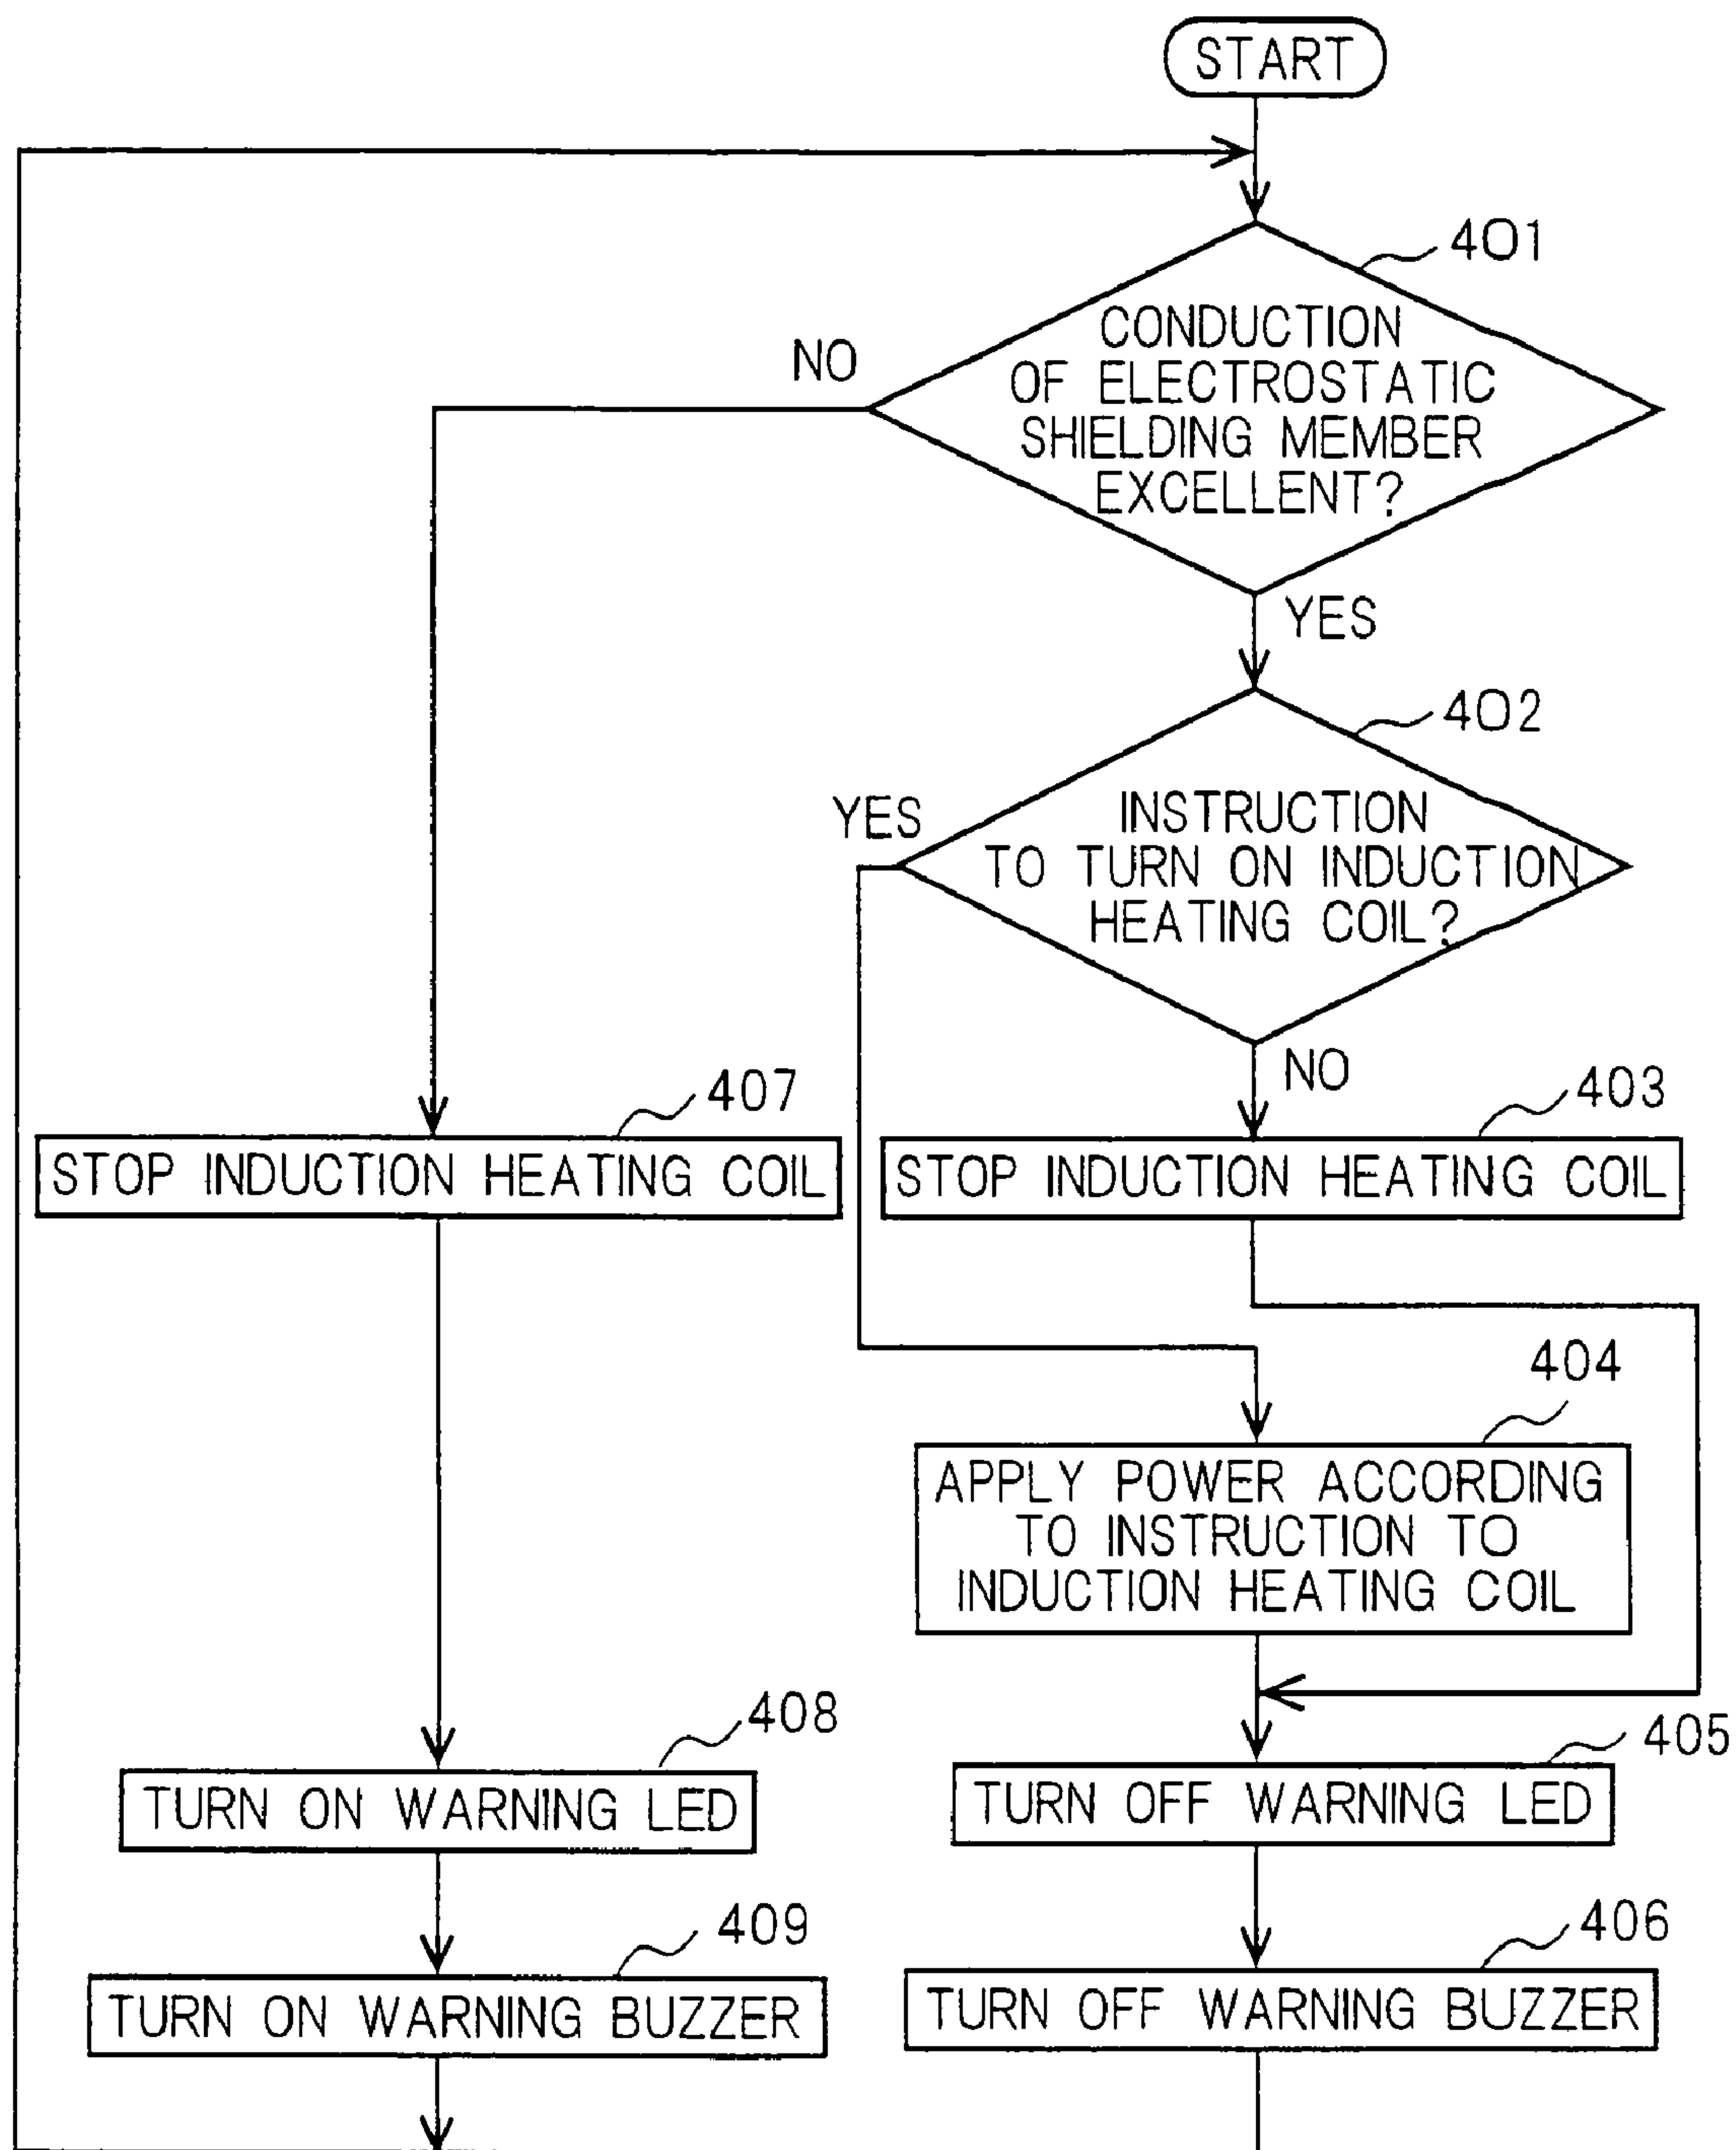 START
401
CONDUCTION
OF ELECTROSTATIC
SHIELDING MEMBER
EXCELLENT?
NO
YES
402
INSTRUCTION
TO TURN ON INDUCTION
HEATING COIL?
YES
NO
407
STOP INDUCTION HEATING COIL
403
STOP INDUCTION HEATING COIL
404
APPLY POWER ACCORDING
TO INSTRUCTION TO
INDUCTION HEATING COIL
408
TURN ON WARNING LED
405
TURN OFF WARNING LED
409
TURN ON WARNING BUZZER
406
TURN OFF WARNING BUZZER